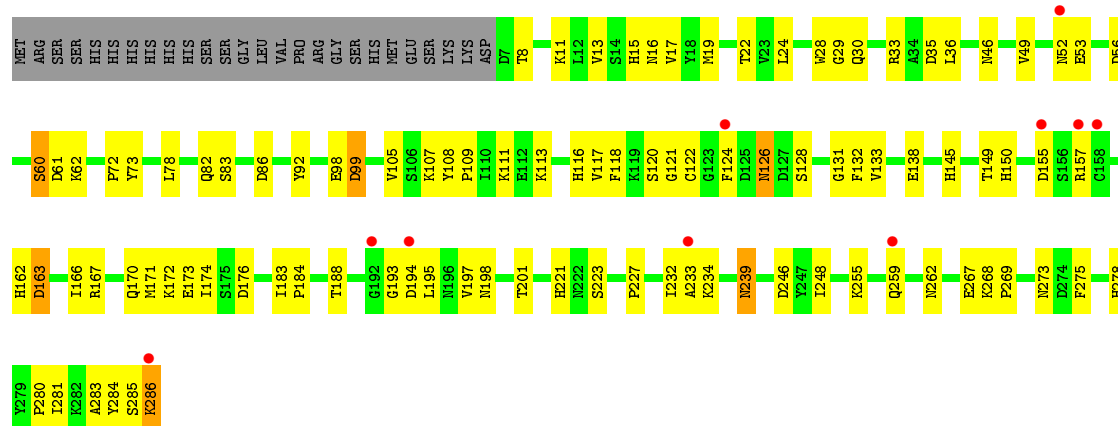 MET ARG SER SER HIS HIS HIS HIS HIS HIS SER SER GLY LEU VAL PRO ARG GLY SER HIS MET GLU SER LYS LYS ASP D7 T8 K11 L12 V13 S14 H15 N16 V17 Y18 M19 T22 V23 L24 W28 G29 Q30 R33 A34 D35 L36 N46 V49 N52 E53 D56
S60 D61 K62 P72 Y73 L78 Q82 S83 D86 Y92 E98 D99 V105 S106 K107 Y108 P109 I110 K111 E112 K113 H116 V117 F118 K119 S120 G121 C122 G123 F124 D125 N126 D127 S128 G131 F132 V133 E138 H145 T149 H150 D155 S156 R157 C158
H162 D163 I166 R167 Q170 M171 K172 E173 I174 S175 D176 I183 P184 T188 G192 G193 D194 L195 N196 V197 N198 T201 H221 N222 S223 P227 I232 A233 K234 N239 D246 Y247 I248 K255 Q259 N262 E267 K268 P269 N273 D274 F275 H278
Y279 P280 I281 K282 A283 Y284 S285 K286